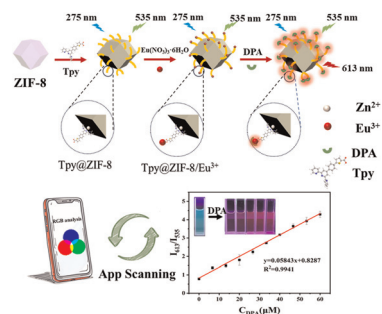 275 nm
535 nm
275 nm
535 nm
275 nm
535 nm
Tpy
Eu(NO₃)₃·6H₂O
DPA
613 nm
ZIF-8
Zn²⁺
Eu³⁺
DPA
Tpy
Tpy@ZIF-8
Tpy@ZIF-8/Eu³⁺
RGB analysis
App Scanning
DPA
y=0.05843x+0.8287
R²=0.9941
I₆₁₃/I₅₃₅
5
4
3
2
1
0
0
10
20
30
40
50
60
C_DPA(μM)